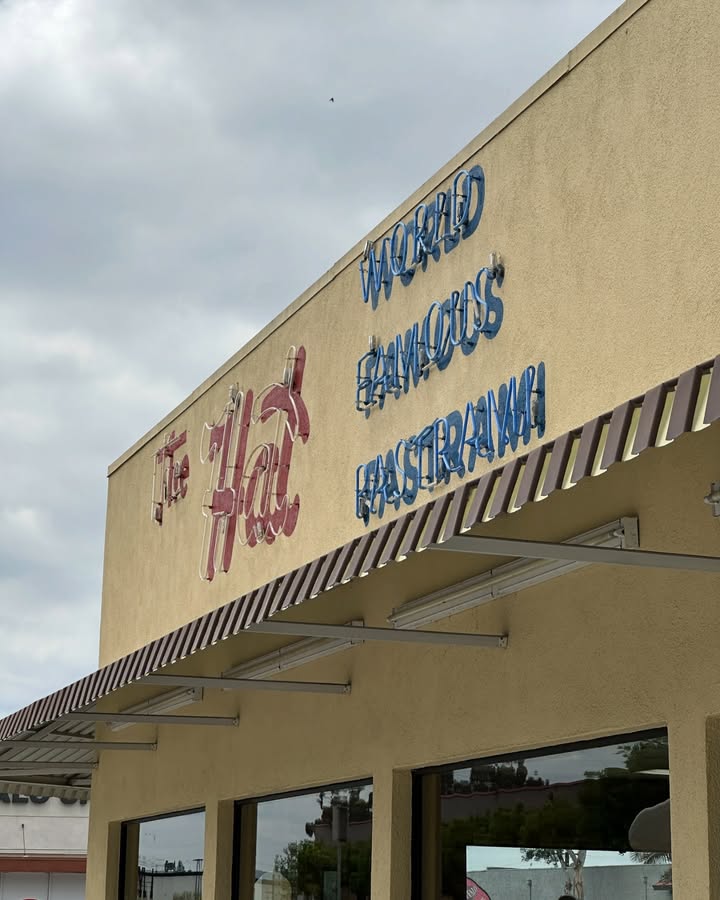 The Hat
WORLD
FAMOUS
PASTRAMI